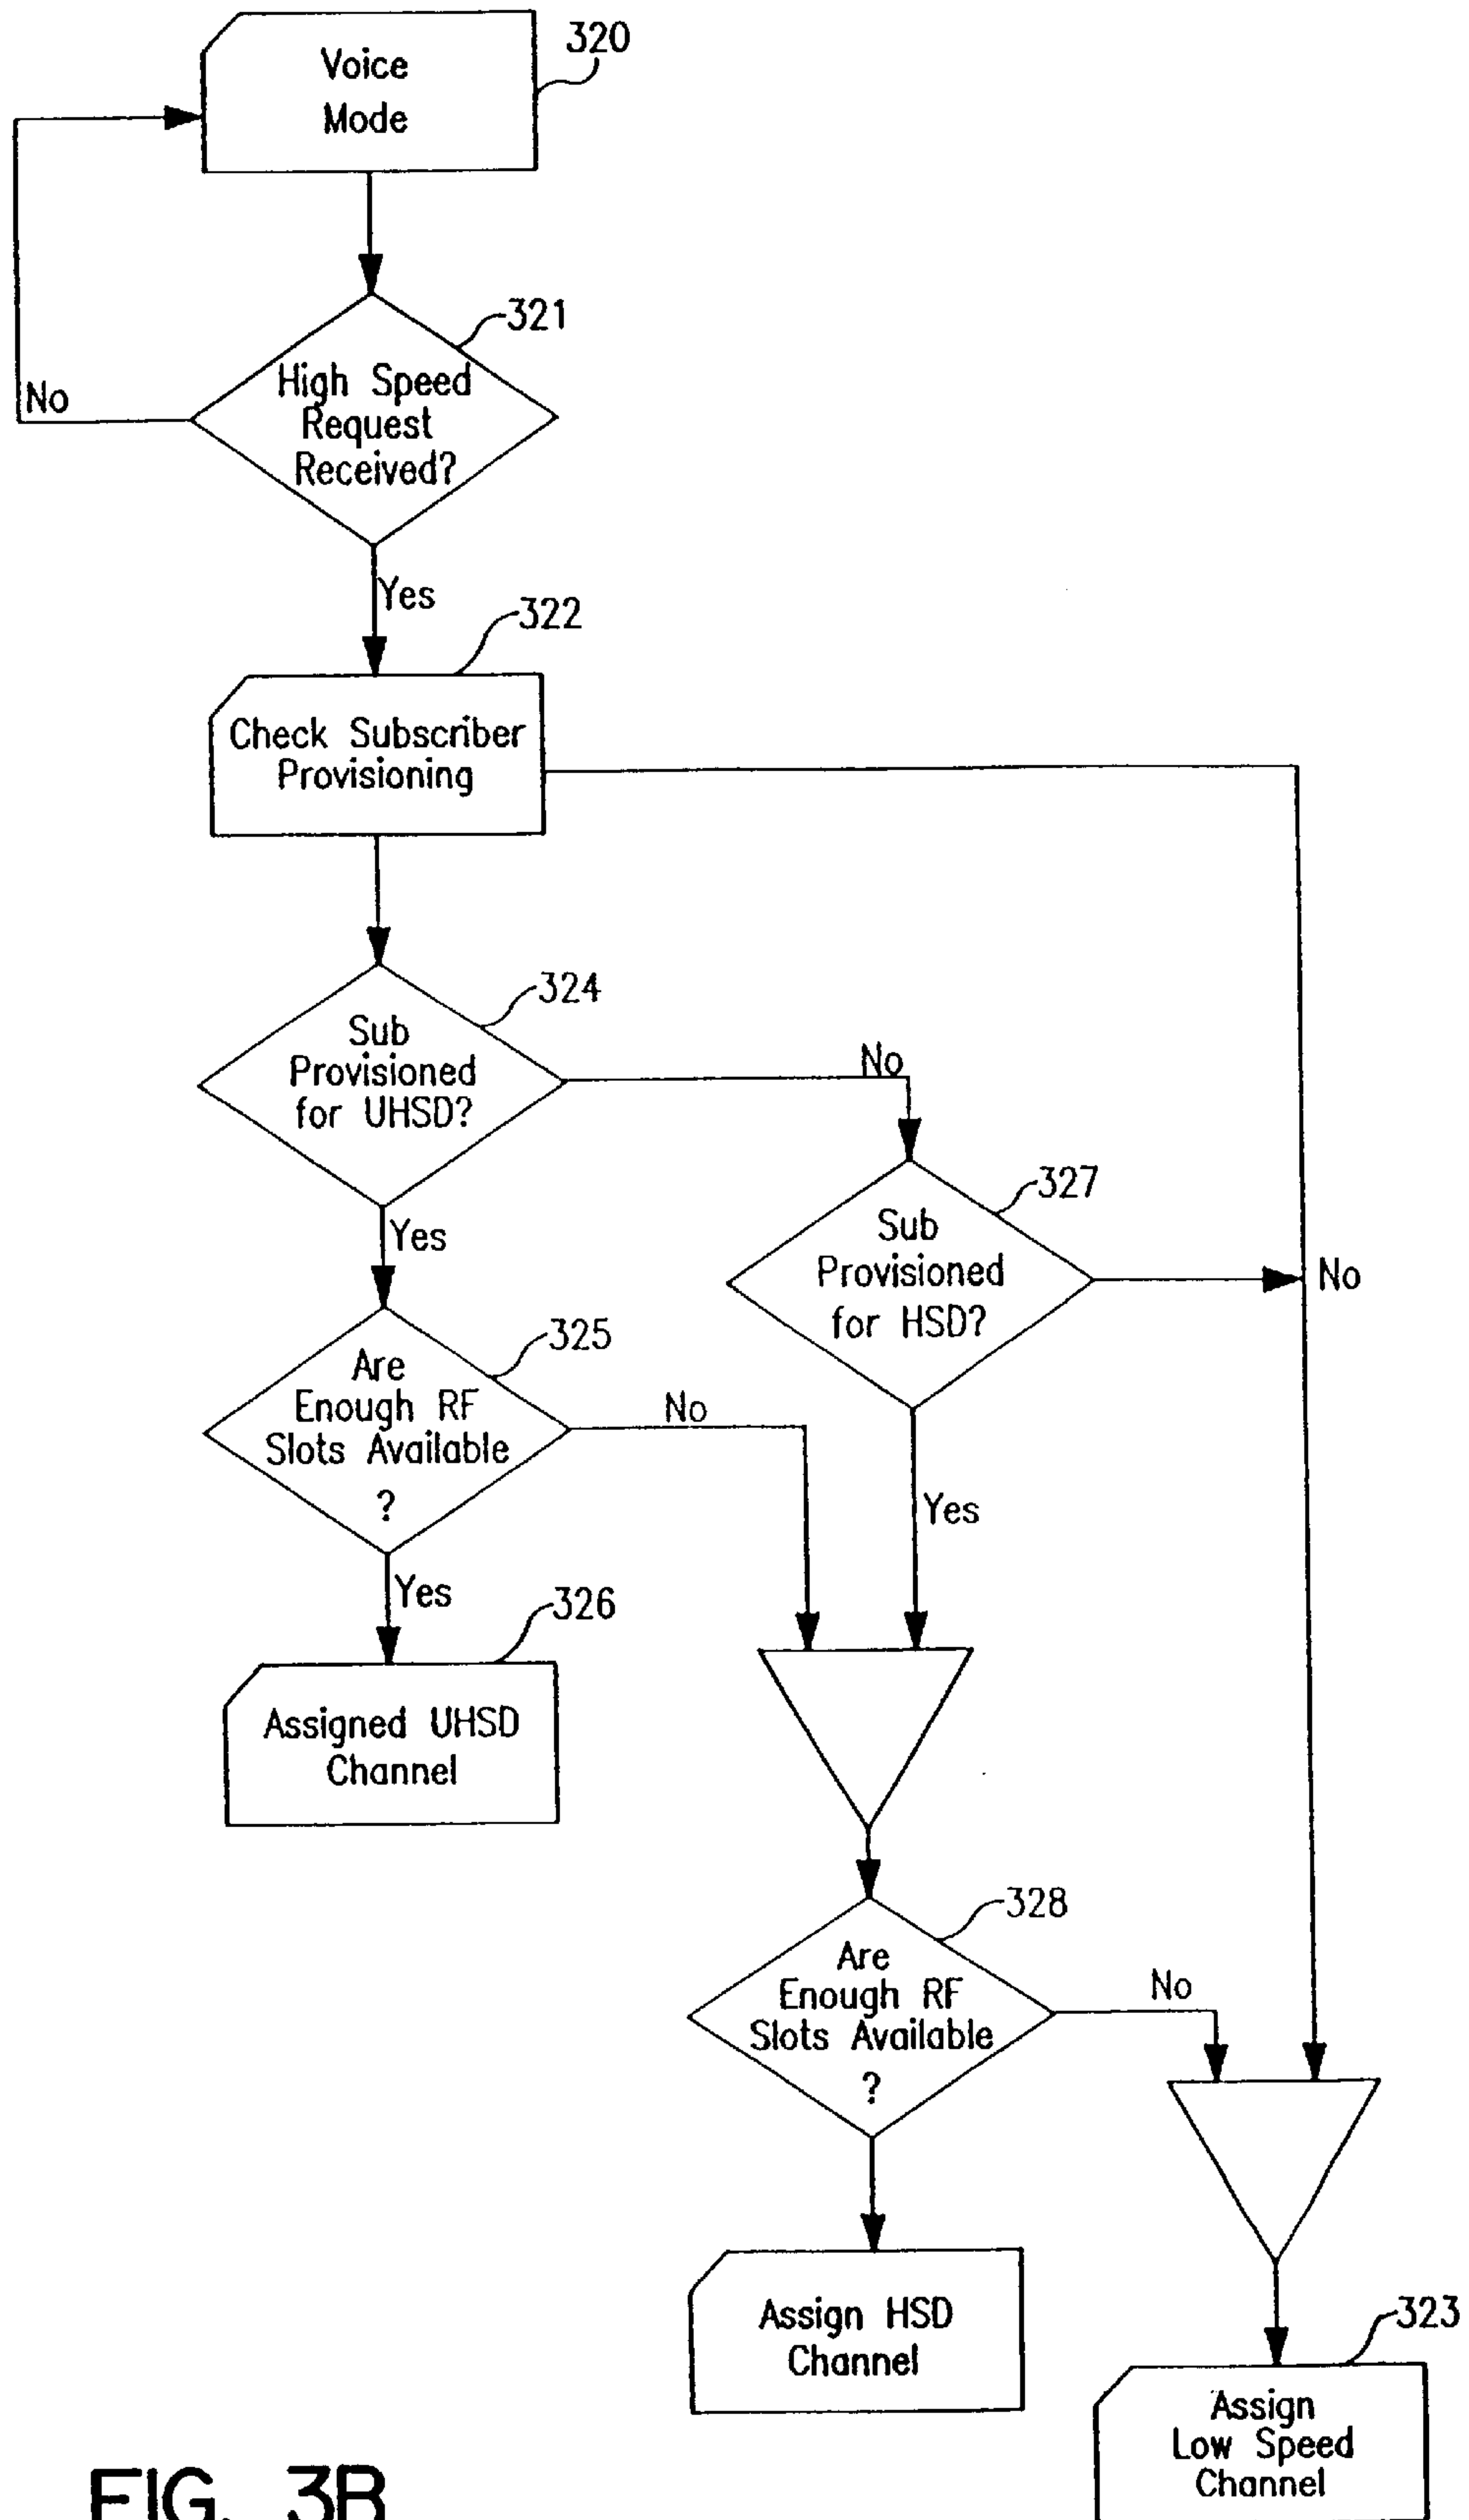 Voice
Mode
320
High Speed
Request
Received?
321
No
Yes
322
Check Subscriber
Provisioning
324
Sub
Provisioned
for UHSD?
No
Yes
327
Sub
Provisioned
for HSD?
No
325
Are
Enough RF
Slots Available
?
No
Yes
Yes
326
Assigned UHSD
Channel
328
Are
Enough RF
Slots Available
?
No
Assign HSD
Channel
323
Assign
Low Speed
Channel
FIG. 3B